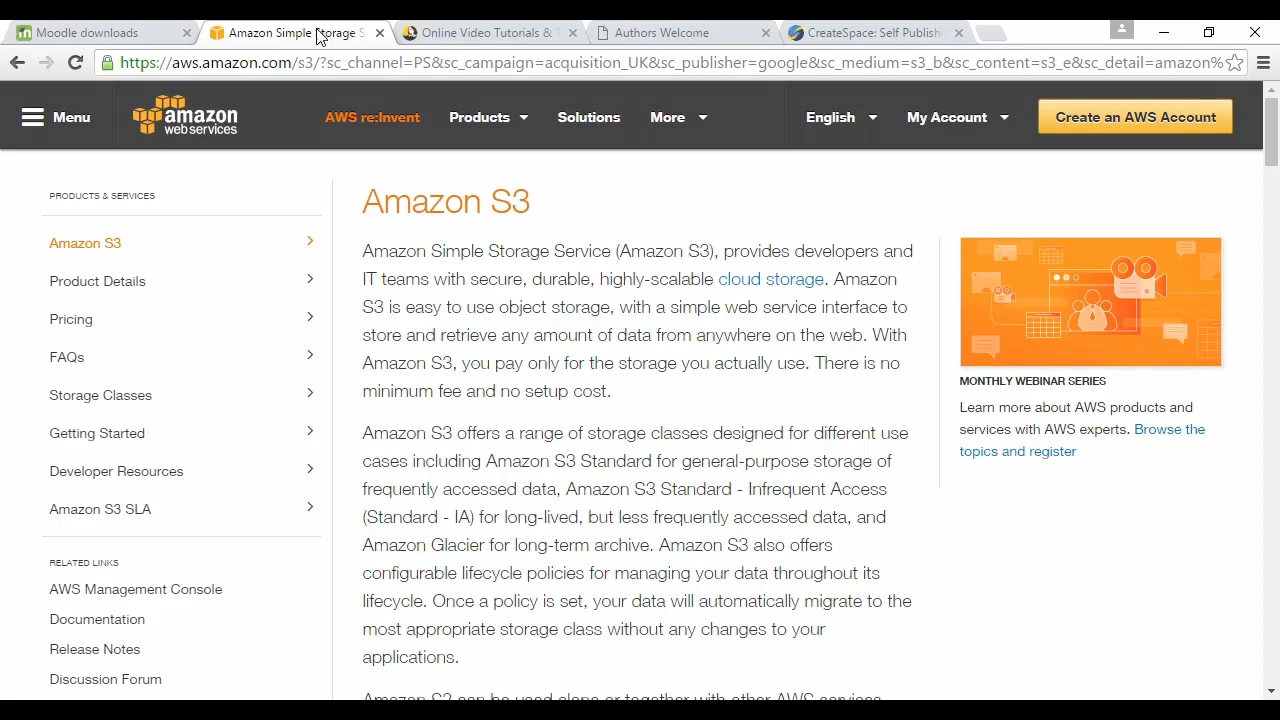 Moodle downloads
Amazon Simple Storage S
Online Video Tutorials &
Authors Welcome
CreateSpace: Self Publish
https://aws.amazon.com/s3/?sc_channel=PS&sc_campaign=acquisition_UK&sc_publisher=google&sc_medium=s3_b&sc_content=s3_e&sc_detail=amazon%
Menu
amazon
webservices
AWS re:Invent
Products
Solutions
More
English
My Account
Create an AWS Account
PRODUCTS & SERVICES
Amazon S3
Product Details
Pricing
FAQs
Storage Classes
Getting Started
Developer Resources
Amazon S3 SLA
RELATED LINKS
AWS Management Console
Documentation
Release Notes
Discussion Forum
Amazon S3
Amazon Simple Storage Service (Amazon S3), provides developers and
IT teams with secure, durable, highly-scalable cloud storage. Amazon
S3 is easy to use object storage, with a simple web service interface to
store and retrieve any amount of data from anywhere on the web. With
Amazon S3, you pay only for the storage you actually use. There is no
minimum fee and no setup cost.
Amazon S3 offers a range of storage classes designed for different use
cases including Amazon S3 Standard for general-purpose storage of
frequently accessed data, Amazon S3 Standard - Infrequent Access
(Standard - IA) for long-lived, but less frequently accessed data, and
Amazon Glacier for long-term archive. Amazon S3 also offers
configurable lifecycle policies for managing your data throughout its
lifecycle. Once a policy is set, your data will automatically migrate to the
most appropriate storage class without any changes to your
applications.
Amazon S3 can be used alone or together with other AWS services
MONTHLY WEBINAR SERIES
Learn more about AWS products and
services with AWS experts. Browse the
topics and register